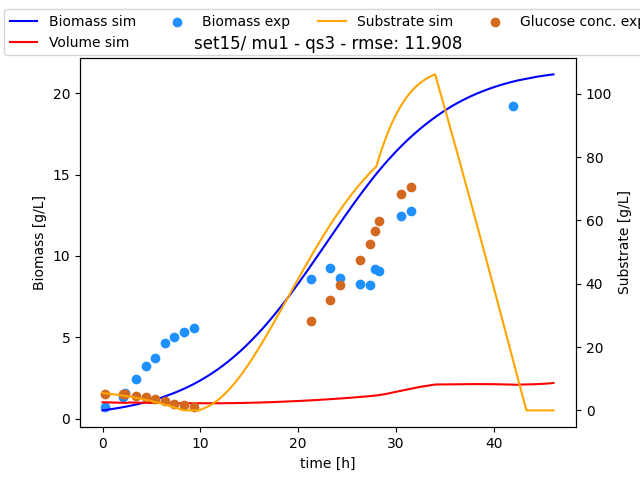 Biomass sim Biomass exp Substrate sim Glucose conc. exp
Volume sim
set15/ mu1 - qs3 - rmse: 11.908
20
15
10
5
0
Biomass [g/L]
100
80
60
40
20
0
Substrate [g/L]
0 10 20 30 40
time [h]